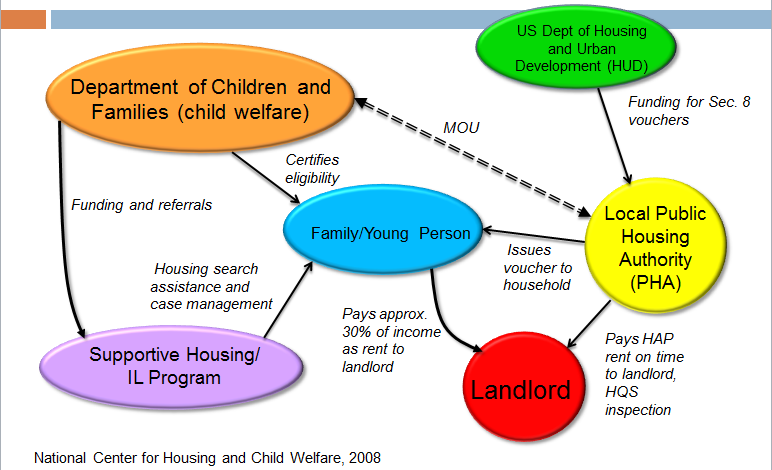 US Dept of Housing
and Urban
Development (HUD)
Department of Children and
Families (child welfare)
MOU
Funding for Sec. 8
vouchers
Certifies
eligibility
Funding and referrals
Family/Young Person
Local Public
Housing
Authority
(PHA)
Issues
voucher to
household
Housing search
assistance and
case management
Pays approx.
30% of income
as rent to
landlord
Pays HAP
rent on time
to landlord,
HQS
inspection
Supportive Housing/
IL Program
Landlord
National Center for Housing and Child Welfare, 2008